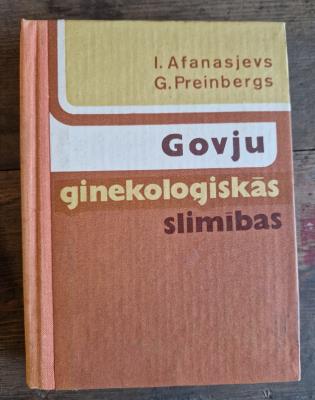 I. Afanasjevs
G. Preinbergs
Govju
ginekoloģiskās
slimības